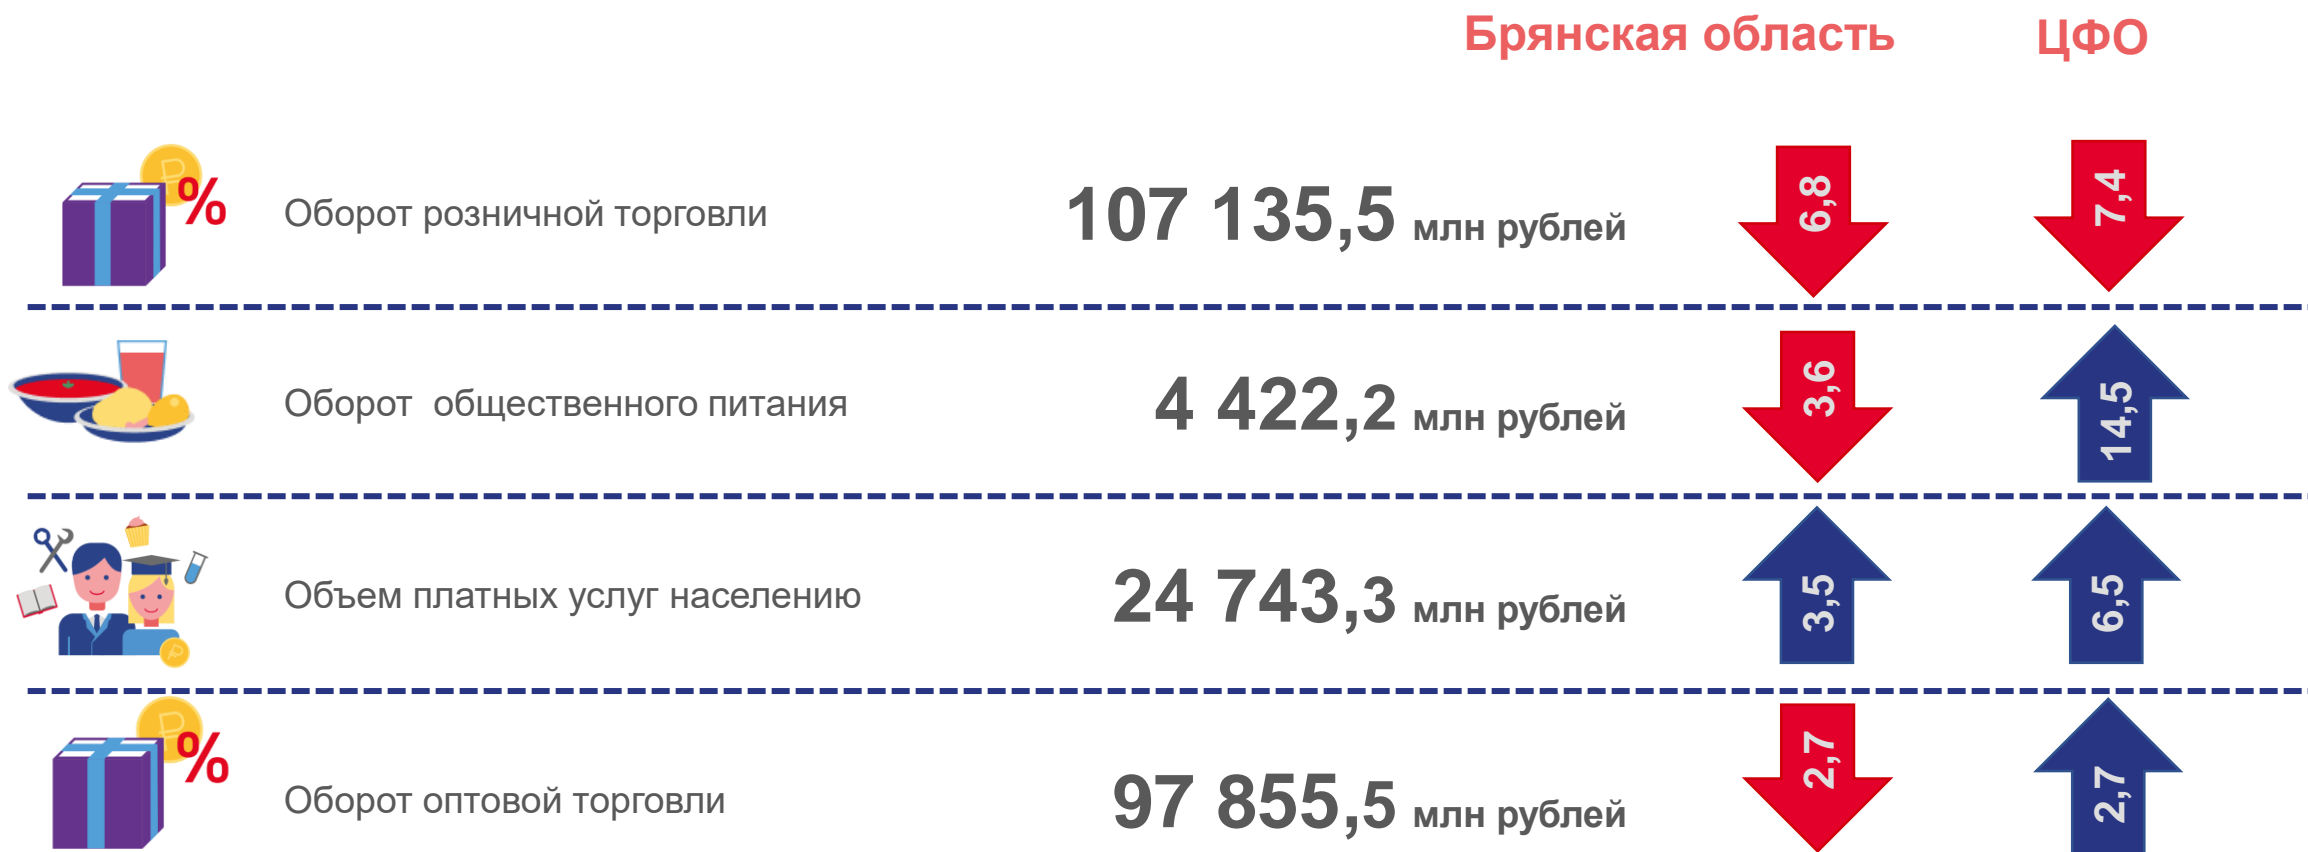 Брянская область ЦФО
% Оборот розничной торговли 107 135,5 млн рублей 6,8 7,4
Оборот общественного питания 4 422,2 млн рублей 3,6 14,5
Объем платных услуг населению 24 743,3 млн рублей 3,5 6,5
% Оборот оптовой торговли 97 855,5 млн рублей 2,7 2,7